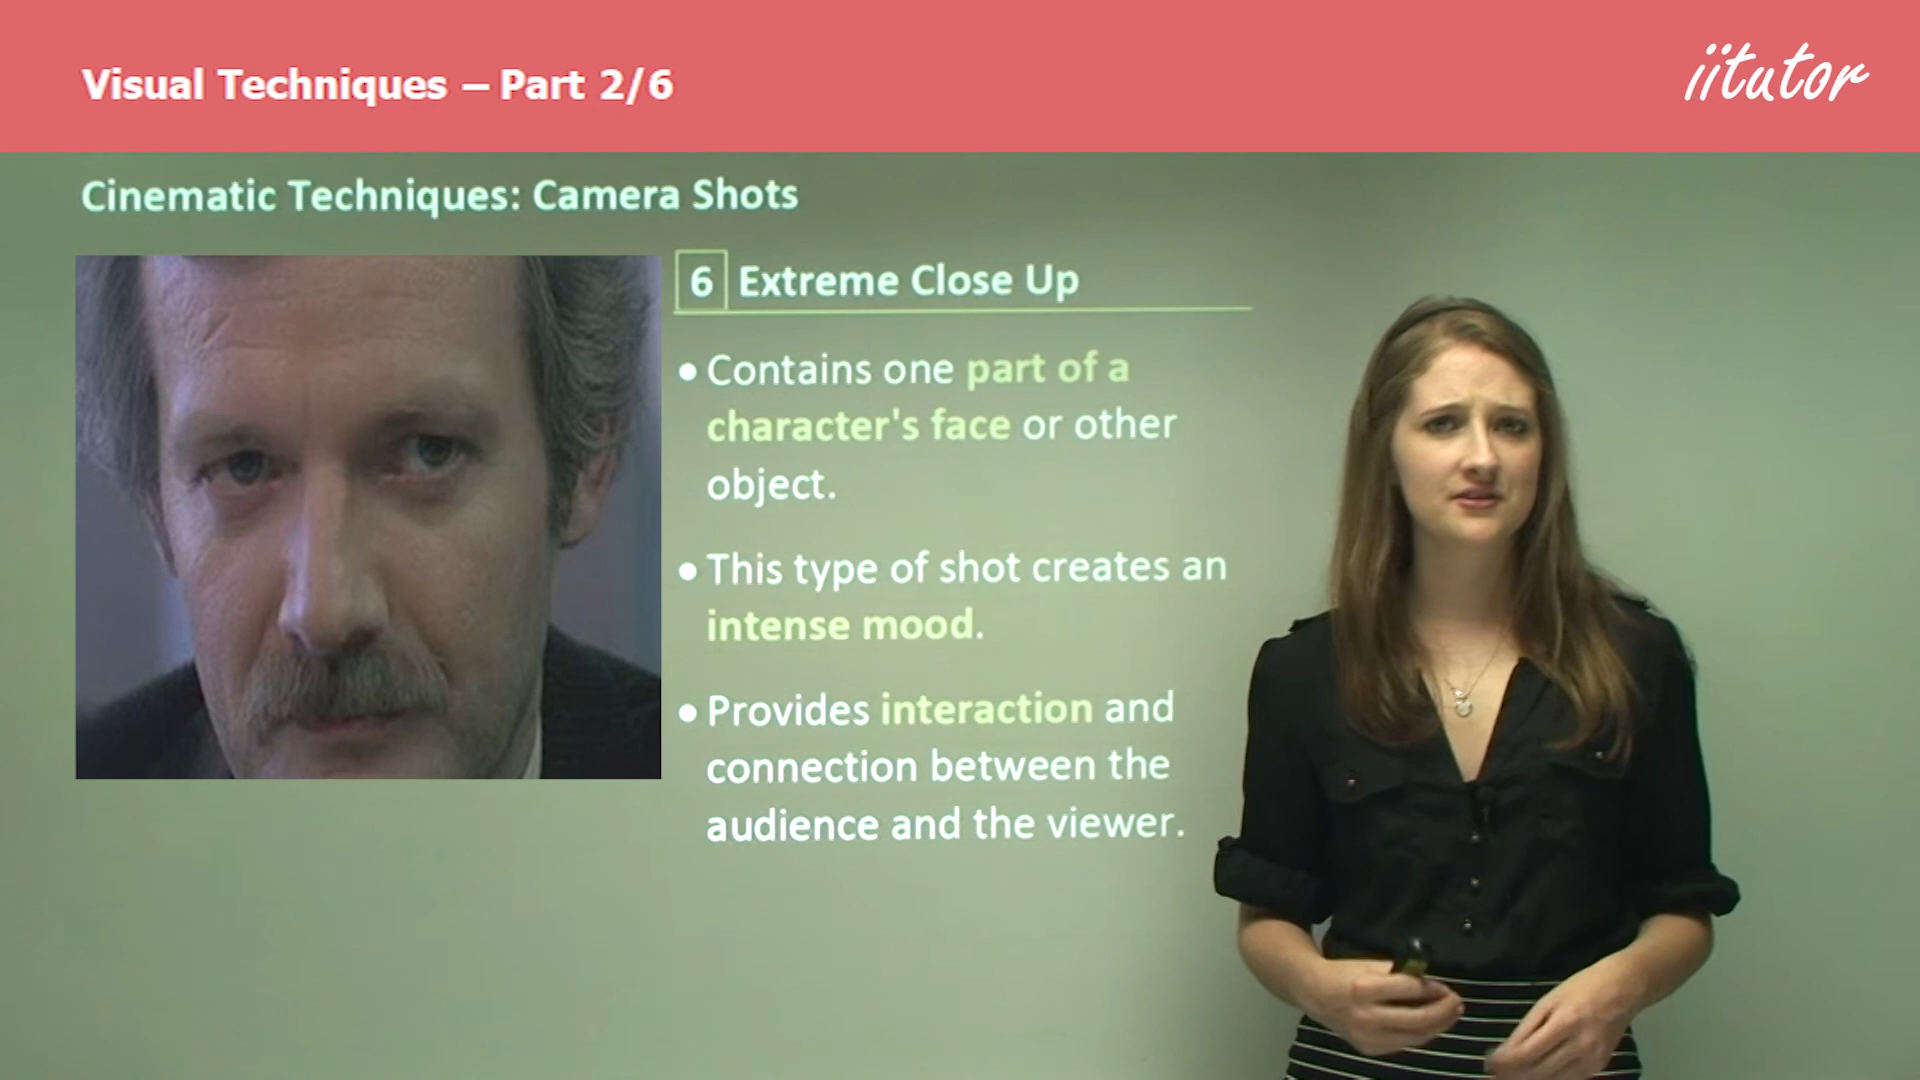 Visual Techniques – Part 2/6
iitutor
Cinematic Techniques: Camera Shots
6 Extreme Close Up
• Contains one part of a
character's face or other
object.
• This type of shot creates an
intense mood.
• Provides interaction and
connection between the
audience and the viewer.